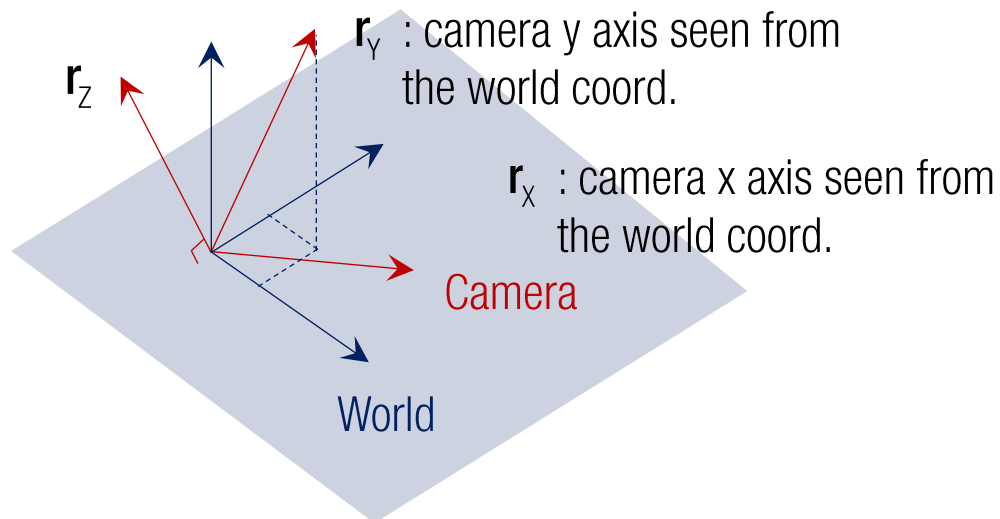 r_Y : camera y axis seen from
the world coord.
r_Z
r_X : camera x axis seen from
the world coord.
Camera
World